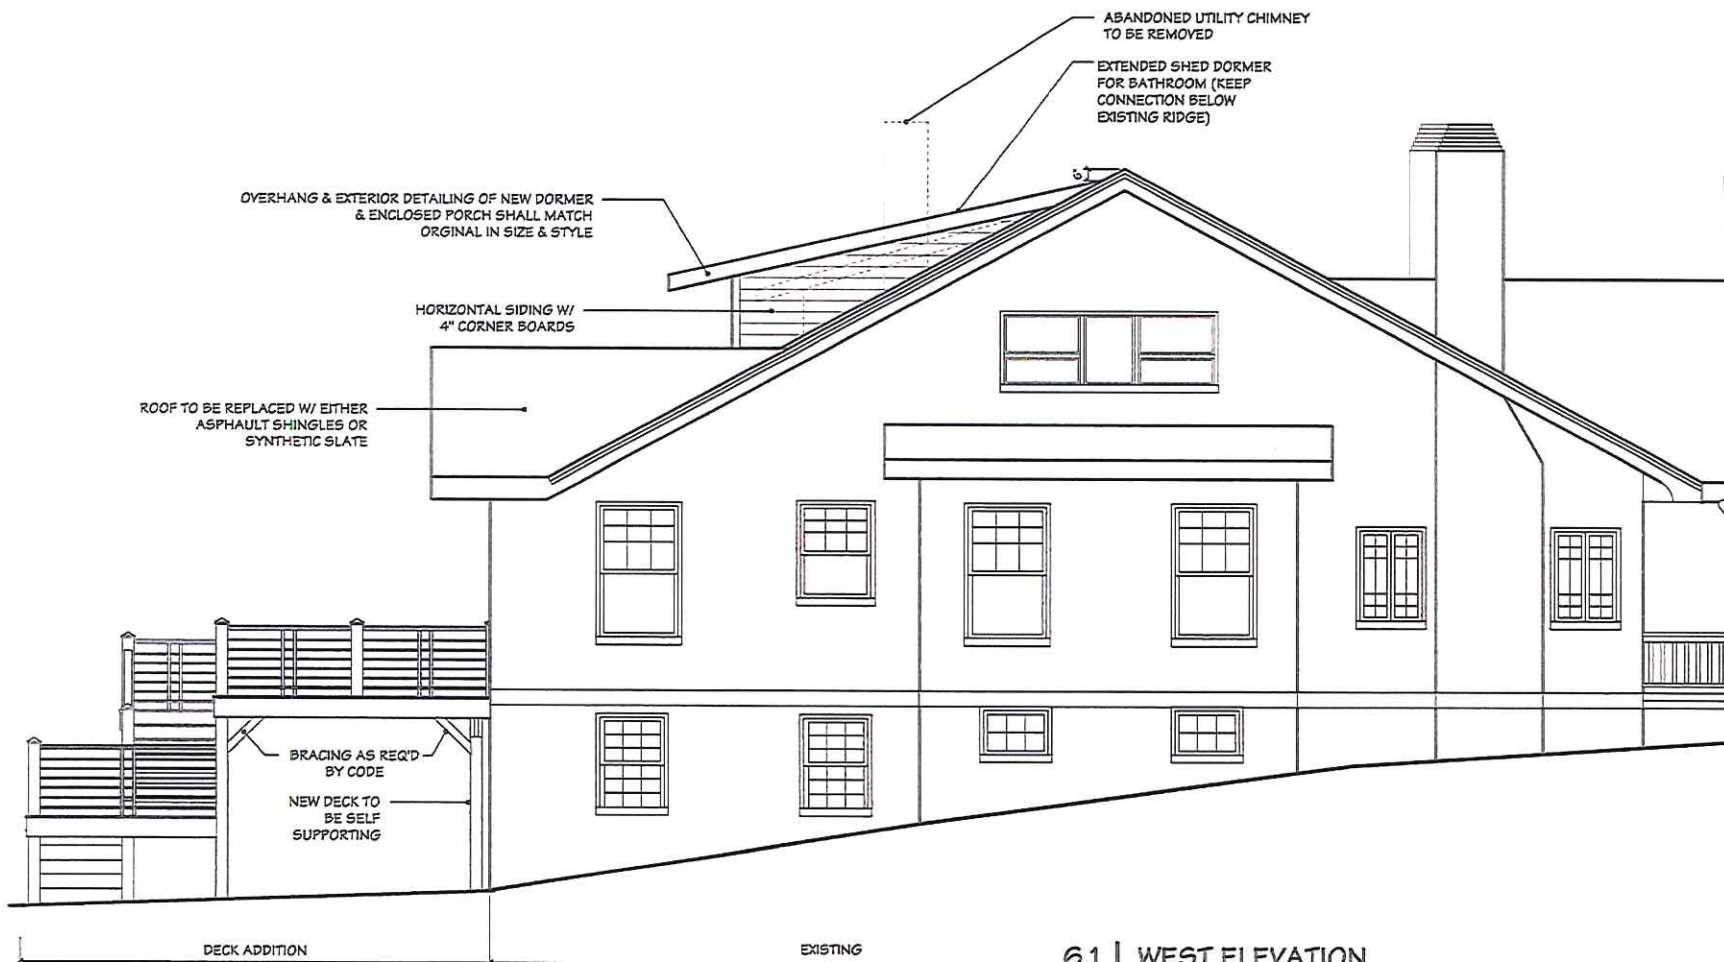 ABANDONED UTILITY CHIMNEY
TO BE REMOVED
EXTENDED SHED DORMER
FOR BATHROOM (KEEP
CONNECTION BELOW
EXISTING RIDGE)
6"
OVERHANG & EXTERIOR DETAILING OF NEW DORMER
& ENCLOSED PORCH SHALL MATCH
ORGINAL IN SIZE & STYLE
HORIZONTAL SIDING W/
4" CORNER BOARDS
ROOF TO BE REPLACED W/ EITHER
ASPHAULT SHINGLES OR
SYNTHETIC SLATE
BRACING AS REQ'D
BY CODE
NEW DECK TO
BE SELF
SUPPORTING
DECK ADDITION
EXISTING
6.1 | WEST ELEVATION